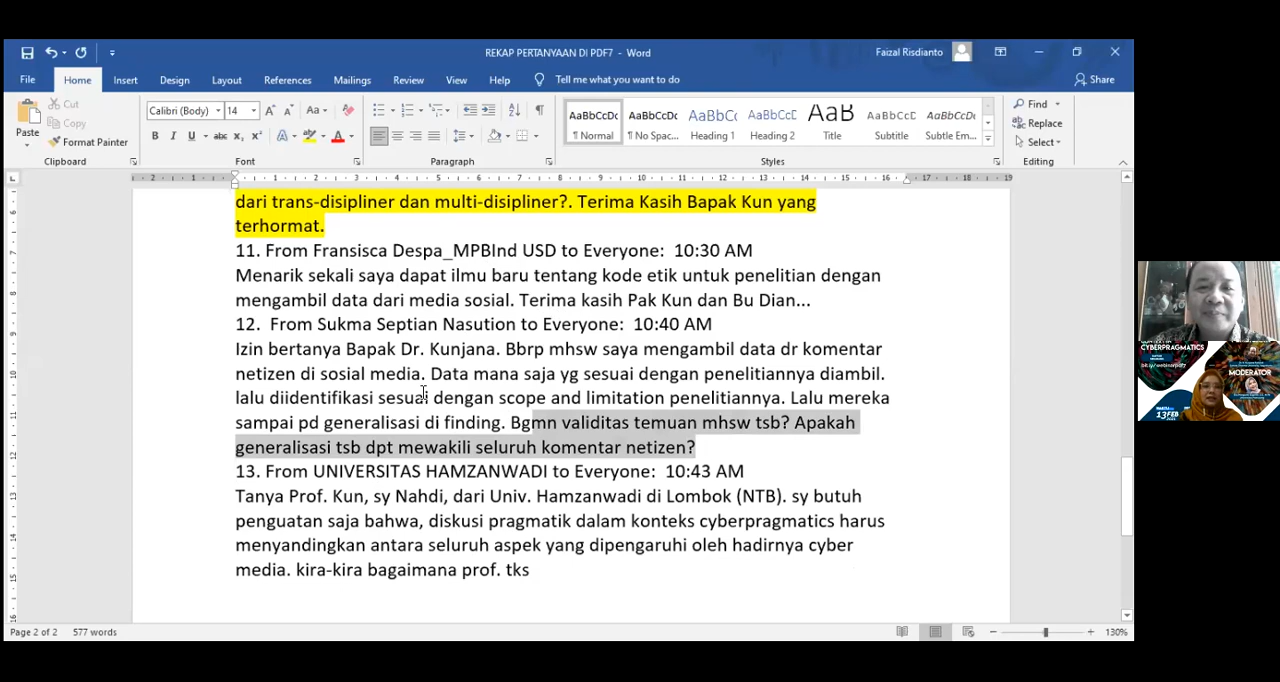 REKAP PERTANYAAN DI PDF7 - Word
Faizal Risdianto
File Home Insert Design Layout References Mailings Review View Help Tell me what you want to do Share
Paste
Cut
Copy
Format Painter
Calibri (Body) 14
AaBbCcDc AaBbCcDc AaBbCc AaBbCcD AaB AaBbCcD AaBbCcDc
¶ Normal ¶ No Spac... Heading 1 Heading 2 Title Subtitle Subtle Em...
Find
Replace
Select
Clipboard Font Paragraph Styles Editing
dari trans-disipliner dan multi-disipliner?. Terima Kasih Bapak Kun yang
terhormat.
11. From Fransisca Despa_MPBInd USD to Everyone: 10:30 AM
Menarik sekali saya dapat ilmu baru tentang kode etik untuk penelitian dengan
mengambil data dari media sosial. Terima kasih Pak Kun dan Bu Dian...
12. From Sukma Septian Nasution to Everyone: 10:40 AM
Izin bertanya Bapak Dr. Kunjana. Bbrp mhsw saya mengambil data dr komentar
netizen di sosial media. Data mana saja yg sesuai dengan penelitiannya diambil.
lalu diidentifikasi sesuai dengan scope and limitation penelitiannya. Lalu mereka
sampai pd generalisasi di finding. Bgmn validitas temuan mhsw tsb? Apakah
generalisasi tsb dpt mewakili seluruh komentar netizen?
13. From UNIVERSITAS HAMZANWADI to Everyone: 10:43 AM
Tanya Prof. Kun, sy Nahdi, dari Univ. Hamzanwadi di Lombok (NTB). sy butuh
penguatan saja bahwa, diskusi pragmatik dalam konteks cyberpragmatics harus
menyandingkan antara seluruh aspek yang dipengaruhi oleh hadirnya cyber
media. kira-kira bagaimana prof. tks
Page 2 of 2 577 words
130%
CYBERPRAGMATICS
MODERATOR
13 FEB